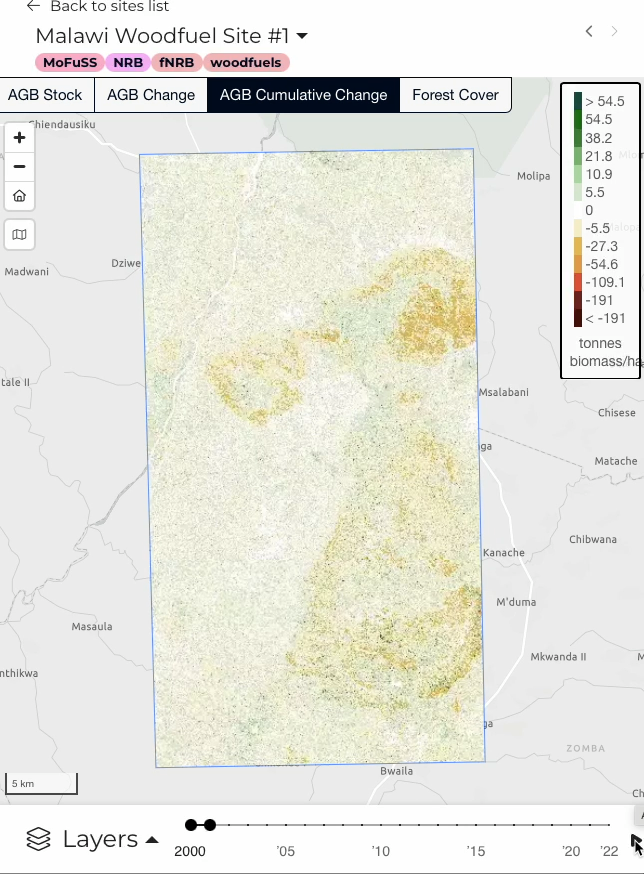 ← Back to sites list
Malawi Woodfuel Site #1
MoFuSS NRB fNRB woodfuels
AGB Stock AGB Change AGB Cumulative Change Forest Cover
> 54.5
54.5
38.2
21.8
10.9
5.5
0
-5.5
-27.3
-54.6
-109.1
-191
< -191
tonnes
biomass/ha
+
−
Chiendausiku
Molipa
Dziwe
Madwani
tale II
Msalabani
Chisese
nga
Matache
Chibwana
Kanache
M'duma
Masaula
Mkwanda II
M
nthikwa
ga
ZOMBA
Bwaila
5 km
Ch
Layers
2000 '05 '10 '15 '20 '22